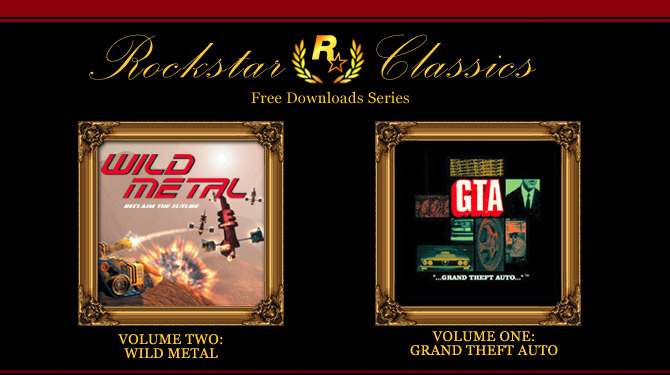 Rockstar R Classics
Free Downloads Series
WILD
METAL
RECLAIM THE FUTURE
GTA
"...GRAND THEFT AUTO..."™
VOLUME TWO:
WILD METAL
VOLUME ONE:
GRAND THEFT AUTO